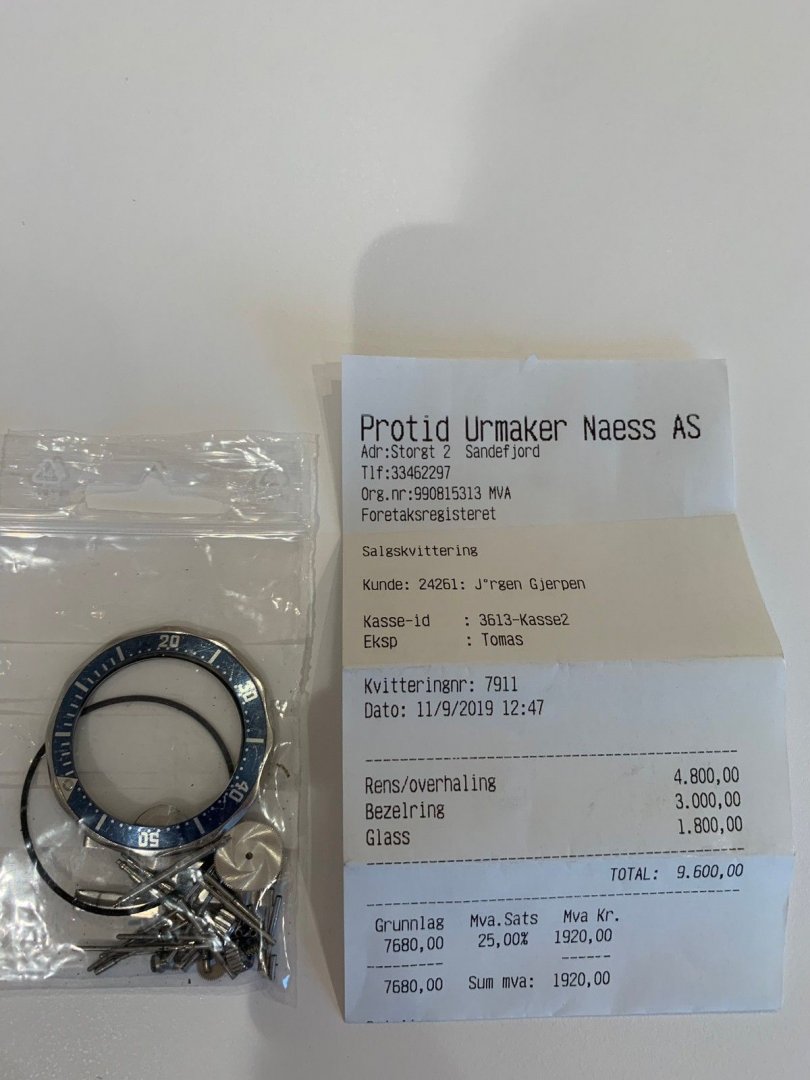 Protid Urmaker Naess AS
Adr:Storgt 2 Sandefjord
Tlf:33462297
Org.nr:990815313 MVA
Foretaksregisteret
Salgskvittering
Kunde: 24261: J°rgen Gjerpen
Kasse-id : 3613-Kasse2
Eksp : Tomas
Kvitteringnr: 7911
Dato: 11/9/2019 12:47
Rens/overhaling 4.800,00
Bezelring 3.000,00
Glass 1.800,00
TOTAL: 9.600,00
Grunnlag Mva.Sats Mva Kr.
7680,00 25,00% 1920,00
7680,00 Sum mva: 1920,00
20
30
40
50